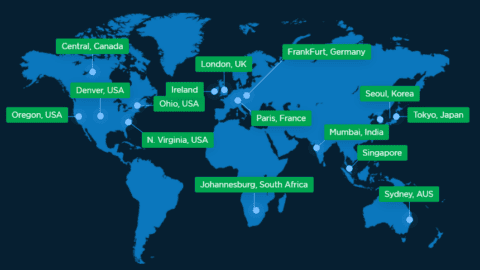 Central, Canada
FrankFurt, Germany
London, UK
Denver, USA
Ireland
Seoul, Korea
Ohio, USA
Oregon, USA
Paris, France
Tokyo, Japan
Mumbai, India
N. Virginia, USA
Singapore
Johannesburg, South Africa
Sydney, AUS